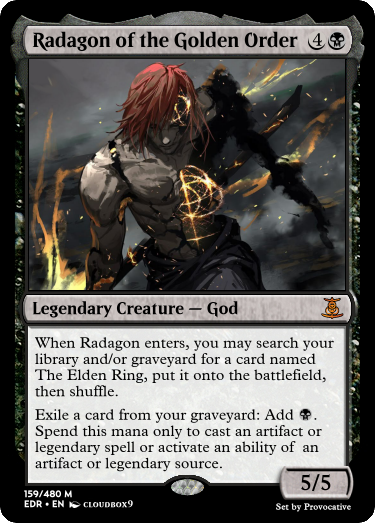 Radagon of the Golden Order 4
Legendary Creature — God
When Radagon enters, you may search your
library and/or graveyard for a card named
The Elden Ring, put it onto the battlefield,
then shuffle.
Exile a card from your graveyard: Add .
Spend this mana only to cast an artifact or
legendary spell or activate an ability of an
artifact or legendary source.
5/5
159/480 M
EDR • EN CLOUDBOX9
Set by Provocative